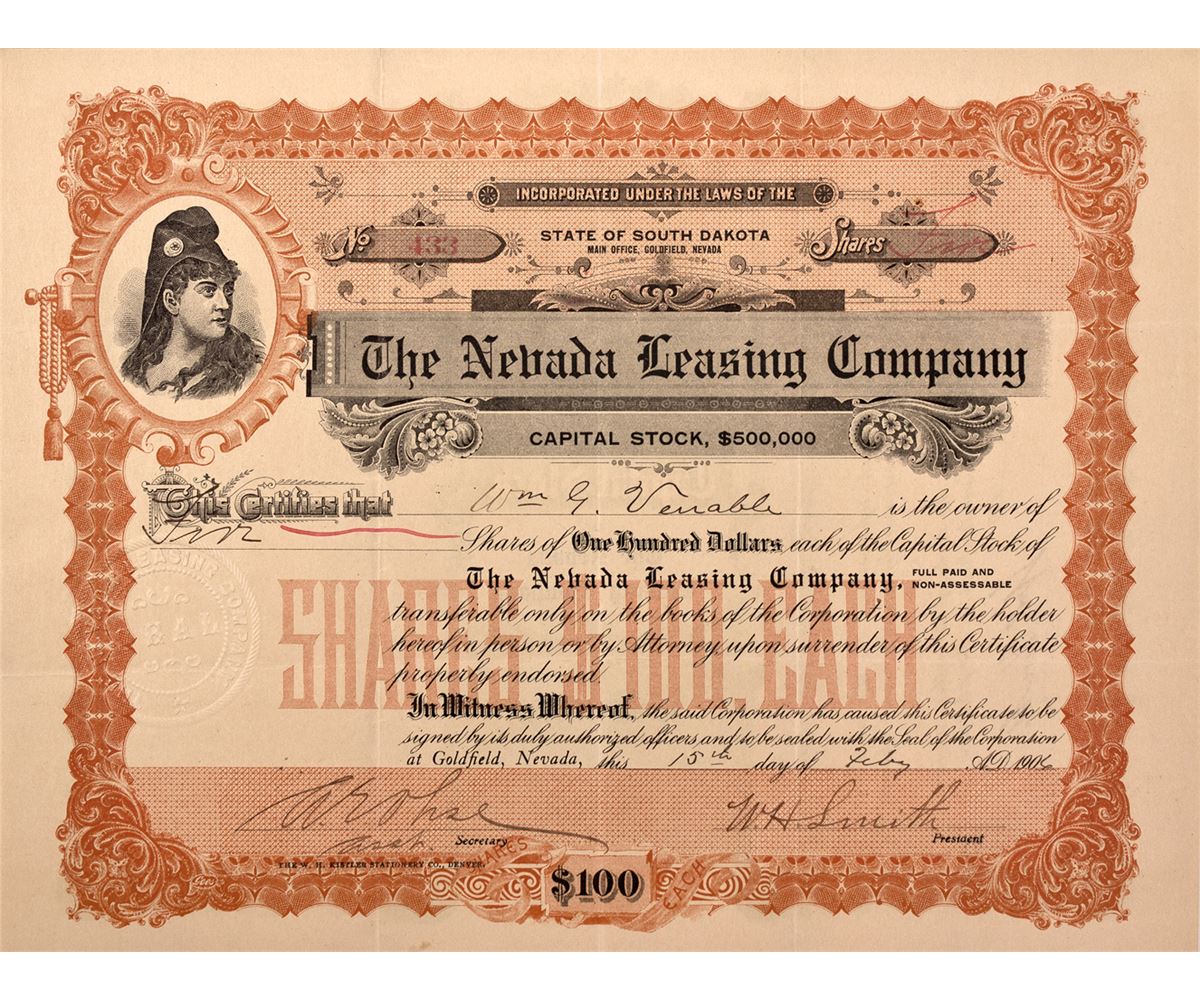 INCORPORATED UNDER THE LAWS OF THE
No 433
STATE OF SOUTH DAKOTA
MAIN OFFICE, GOLDFIELD, NEVADA
Shares
The Nevada Leasing Company
CAPITAL STOCK, $500,000
This Certifies that Wm G. Venable is the owner of
Shares of One Hundred Dollars each of the Capital Stock of
The Nevada Leasing Company, FULL PAID AND NON-ASSESSABLE
transferable only on the books of the Corporation by the holder
hereof in person or by Attorney, upon surrender of this Certificate
properly endorsed.
SHARES $100. EACH
In Witness Whereof, the said Corporation has caused this Certificate to be
signed by its duly authorized officers and to be sealed with the Seal of the Corporation
at Goldfield, Nevada, this 15th day of Feby A.D. 1906
W H Smith
Secretary
President
THE W. H. KISTLER STATIONERY CO., DENVER.
SHARES $100 EACH